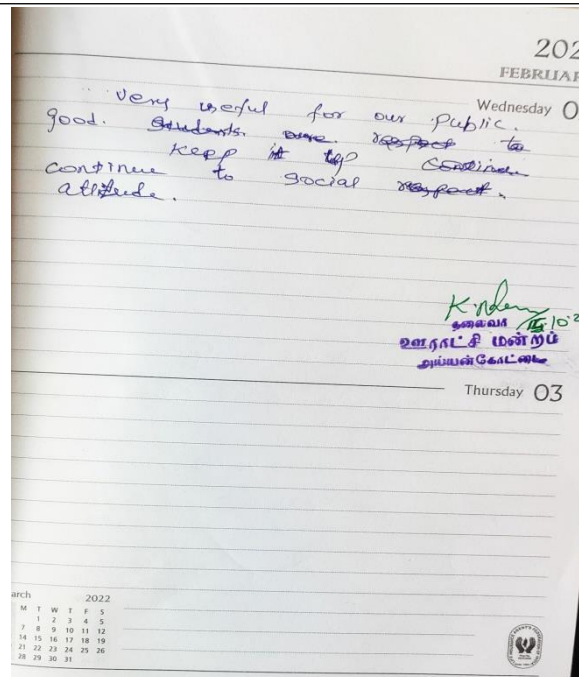 202
FEBRUAR
Wednesday 0
Very useful for our public.
good. Students are respect to
Keep it up continue
continue to social respect.
attitude.
தலைவர்
ஊராட்சி மன்றம்
அய்யன்கோட்டை
Thursday 03
arch 2022
M T W T F S
1 2 3 4 5
7 8 9 10 11 12
14 15 16 17 18 19
21 22 23 24 25 26
28 29 30 31